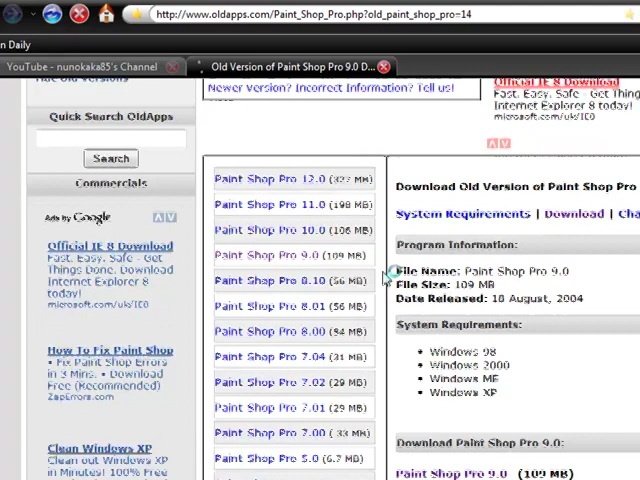 http://www.oldapps.com/Paint_Shop_Pro.php?old_paint_shop_pro=14
n Daily
YouTube - nunokaka85's Channel
Old Version of Paint Shop Pro 9.0 D...
Newer Version? Incorrect Information? Tell us!
Official IE 8 Download
Fast. Easy. Safe - Get
Internet Explorer 8 today!
microsoft.com/uk/IE8
Quick Search OldApps
Search
Commercials
Ads by Google
Official IE 8 Download
Fast. Easy. Safe - Get
Things Done. Download
Internet Explorer 8
today!
microsoft.com/uk/IE8
How To Fix Paint Shop
• Fix Paint Shop Errors
in 3 Mins. • Download
Free (Recommended)
ZapErrors.com
Clean Windows XP
Clean out Windows XP
in Minutes! 100% Free
Paint Shop Pro 12.0 (327 MB)
Paint Shop Pro 11.0 (198 MB)
Paint Shop Pro 10.0 (106 MB)
Paint Shop Pro 9.0 (109 MB)
Paint Shop Pro 8.10 (56 MB)
Paint Shop Pro 8.01 (56 MB)
Paint Shop Pro 8.00 (94 MB)
Paint Shop Pro 7.04 (31 MB)
Paint Shop Pro 7.02 (29 MB)
Paint Shop Pro 7.01 (29 MB)
Paint Shop Pro 7.00 (33 MB)
Paint Shop Pro 5.0 (6.7 MB)
Download Old Version of Paint Shop Pro
System Requirements | Download | Cha
Program Information:
File Name: Paint Shop Pro 9.0
File Size: 109 MB
Date Released: 18 August, 2004
System Requirements:
• Windows 98
• Windows 2000
• Windows ME
• Windows XP
Download Paint Shop Pro 9.0:
Paint Shop Pro 9.0 (109 MB)